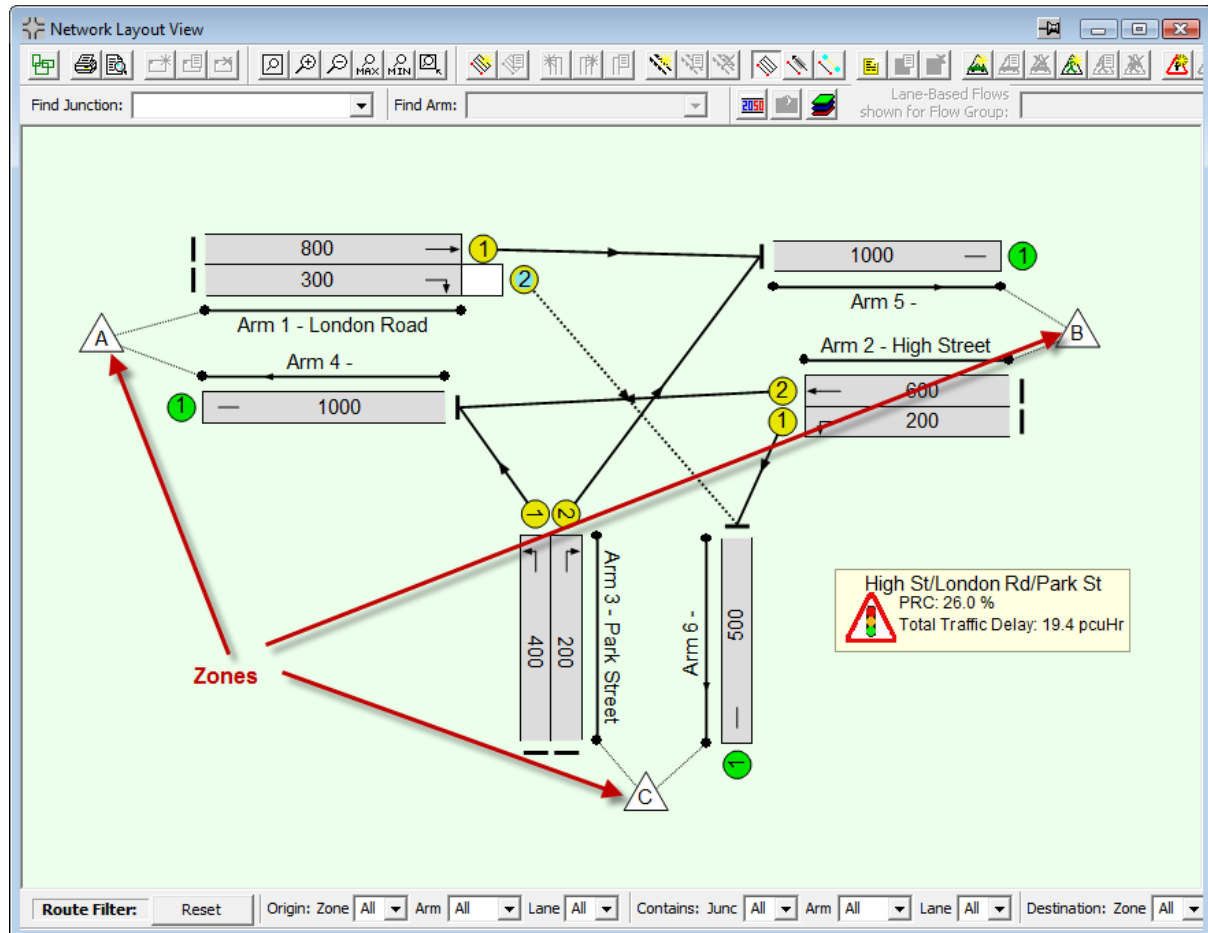 Network Layout View
MAX MIN
Find Junction:
Find Arm:
2050
Lane-Based Flows
shown for Flow Group:
800
1
300
2
Arm 1 - London Road
A
Arm 4 -
1
1000
1000
1
Arm 5 -
B
Arm 2 - High Street
2
600
1
200
1
2
400
200
Arm 3 - Park Street
Arm 6 -
500
1
C
High St/London Rd/Park St
PRC: 26.0 %
Total Traffic Delay: 19.4 pcuHr
Zones
Route Filter:
Reset
Origin: Zone All Arm All Lane All
Contains: Junc All Arm All Lane All
Destination: Zone All